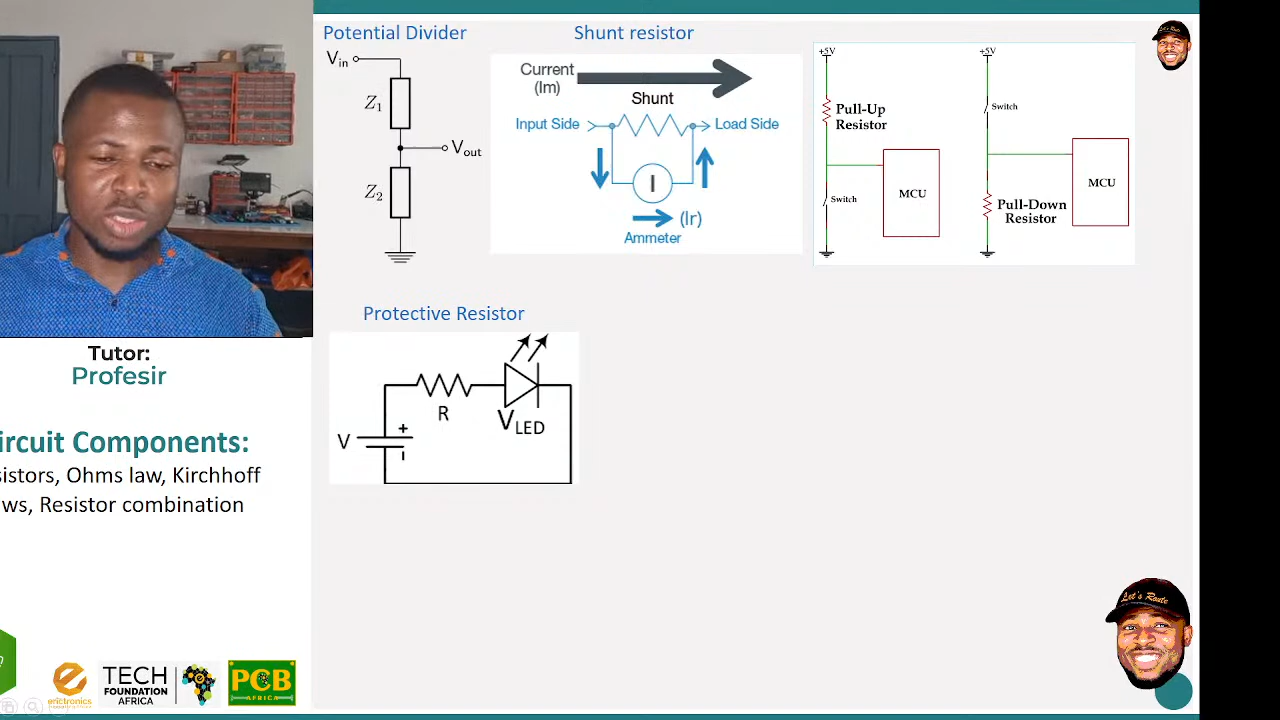 Potential Divider
Vin
Z1
Vout
Z2
Shunt resistor
Current
(Im)
Shunt
Input Side
Load Side
I
(Ir)
Ammeter
+5V
Pull-Up
Resistor
MCU
Switch
+5V
Switch
MCU
Pull-Down
Resistor
Protective Resistor
R
VLED
V
+
Tutor:
Profesir
ircuit Components:
sistors, Ohms law, Kirchhoff
ws, Resistor combination
erictronics
TECH
FOUNDATION
AFRICA
PCB
AFRICA
Let's Route